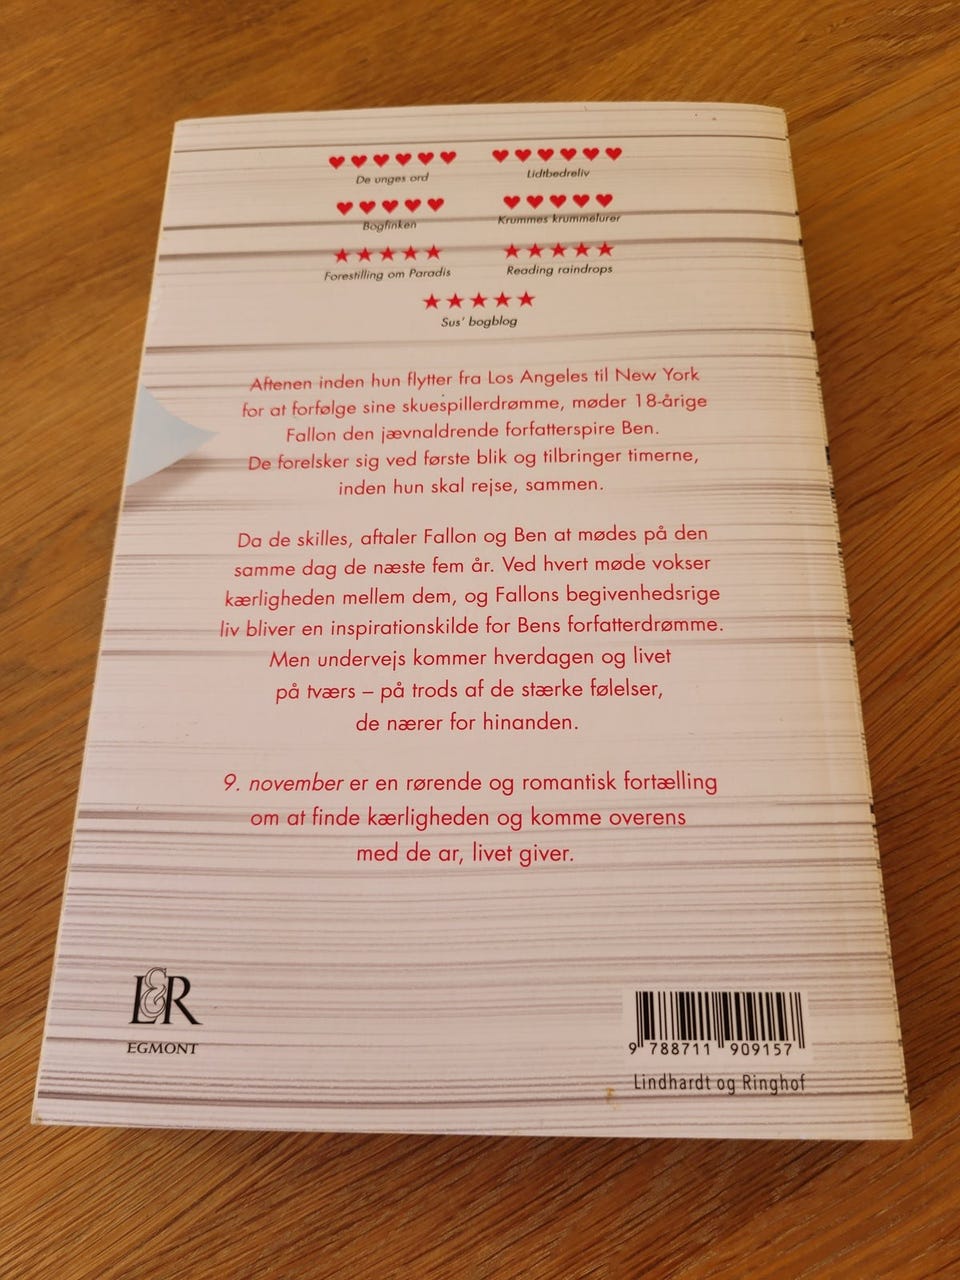 ♥♥♥♥♥♥ ♥♥♥♥♥♥
De unges ord Lidtbedreliv
♥♥♥♥♥ ♥♥♥♥♥
Bogfinken Krummes krummelurer
★★★★★ ★★★★★
Forestilling om Paradis Reading raindrops
★★★★★
Sus' bogblog
Aftenen inden hun flytter fra Los Angeles til New York
for at forfølge sine skuespillerdrømme, møder 18-årige
Fallon den jævnaldrende forfatterspire Ben.
De forelsker sig ved første blik og tilbringer timerne,
inden hun skal rejse, sammen.
Da de skilles, aftaler Fallon og Ben at mødes på den
samme dag de næste fem år. Ved hvert møde vokser
kærligheden mellem dem, og Fallons begivenhedsrige
liv bliver en inspirationskilde for Bens forfatterdrømme.
Men undervejs kommer hverdagen og livet
på tværs – på trods af de stærke følelser,
de nærer for hinanden.
9. november er en rørende og romantisk fortælling
om at finde kærligheden og komme overens
med de ar, livet giver.
L&R
EGMONT
9 788711 909157
Lindhardt og Ringhof